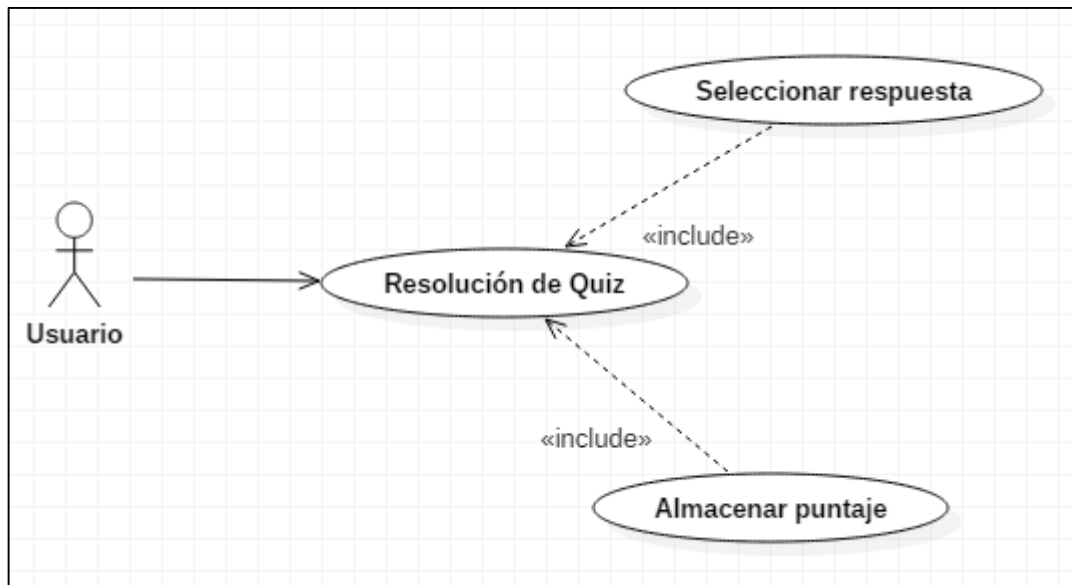 Seleccionar respuesta
«include»
Resolución de Quiz
Usuario
«include»
Almacenar puntaje